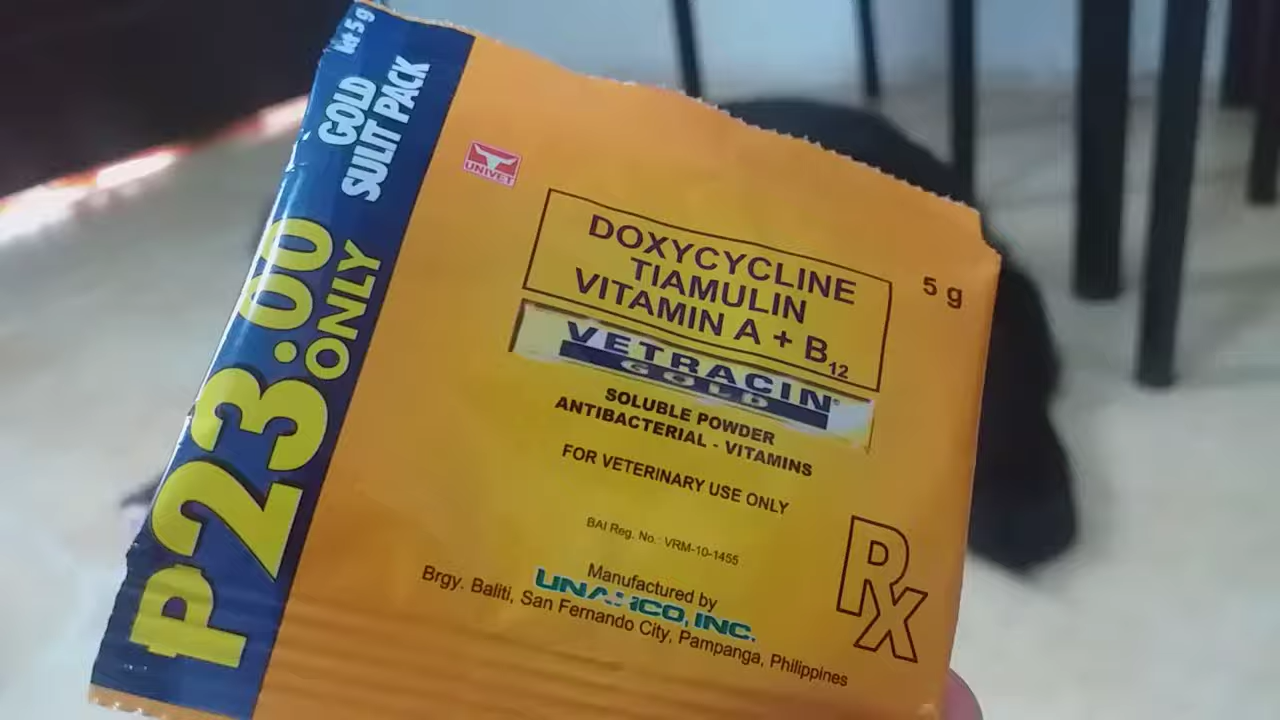 5 g
GOLD
SULIT PACK
₱23.00
ONLY
UNIVET
DOXYCYCLINE
TIAMULIN
VITAMIN A + B12
5 g
VETRACIN®
GOLD
SOLUBLE POWDER
ANTIBACTERIAL - VITAMINS
FOR VETERINARY USE ONLY
BAI Reg. No.: VRM-10-1455
Rx
Manufactured by
UNAHCO, INC.
Brgy. Baliti, San Fernando City, Pampanga, Philippines